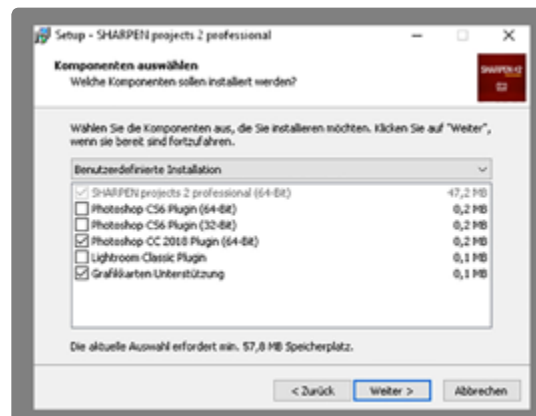 Setup - SHARPEN projects 2 professional
Komponenten auswählen
Welche Komponenten sollen installiert werden?
SHARPEN #2
Wählen Sie die Komponenten aus, die Sie installieren möchten. Klicken Sie auf "Weiter",
wenn sie bereit sind fortzufahren.
Benutzerdefinierte Installation
SHARPEN projects 2 professional (64-Bit) 47,2 MB
Photoshop CS6 Plugin (64-Bit) 0,2 MB
Photoshop CS6 Plugin (32-Bit) 0,2 MB
Photoshop CC 2018 Plugin (64-Bit) 0,2 MB
Lightroom Classic Plugin 0,1 MB
Grafikkarten Unterstützung 0,1 MB
Die aktuelle Auswahl erfordert min. 57,8 MB Speicherplatz.
< Zurück Weiter > Abbrechen